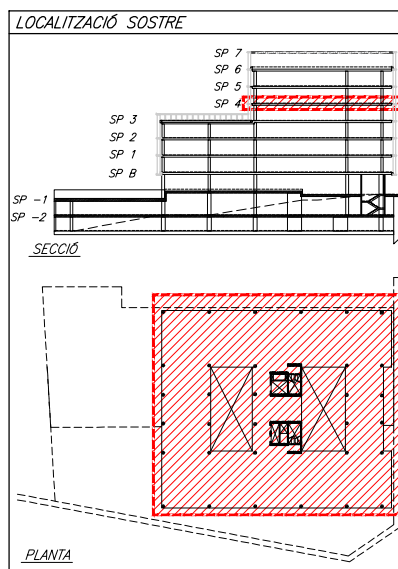 LOCALITZACIÓ SOSTRE
SP 7
SP 6
SP 5
SP 4
SP 3
SP 2
SP 1
SP B
SP -1
SP -2
SECCIÓ
PLANTA